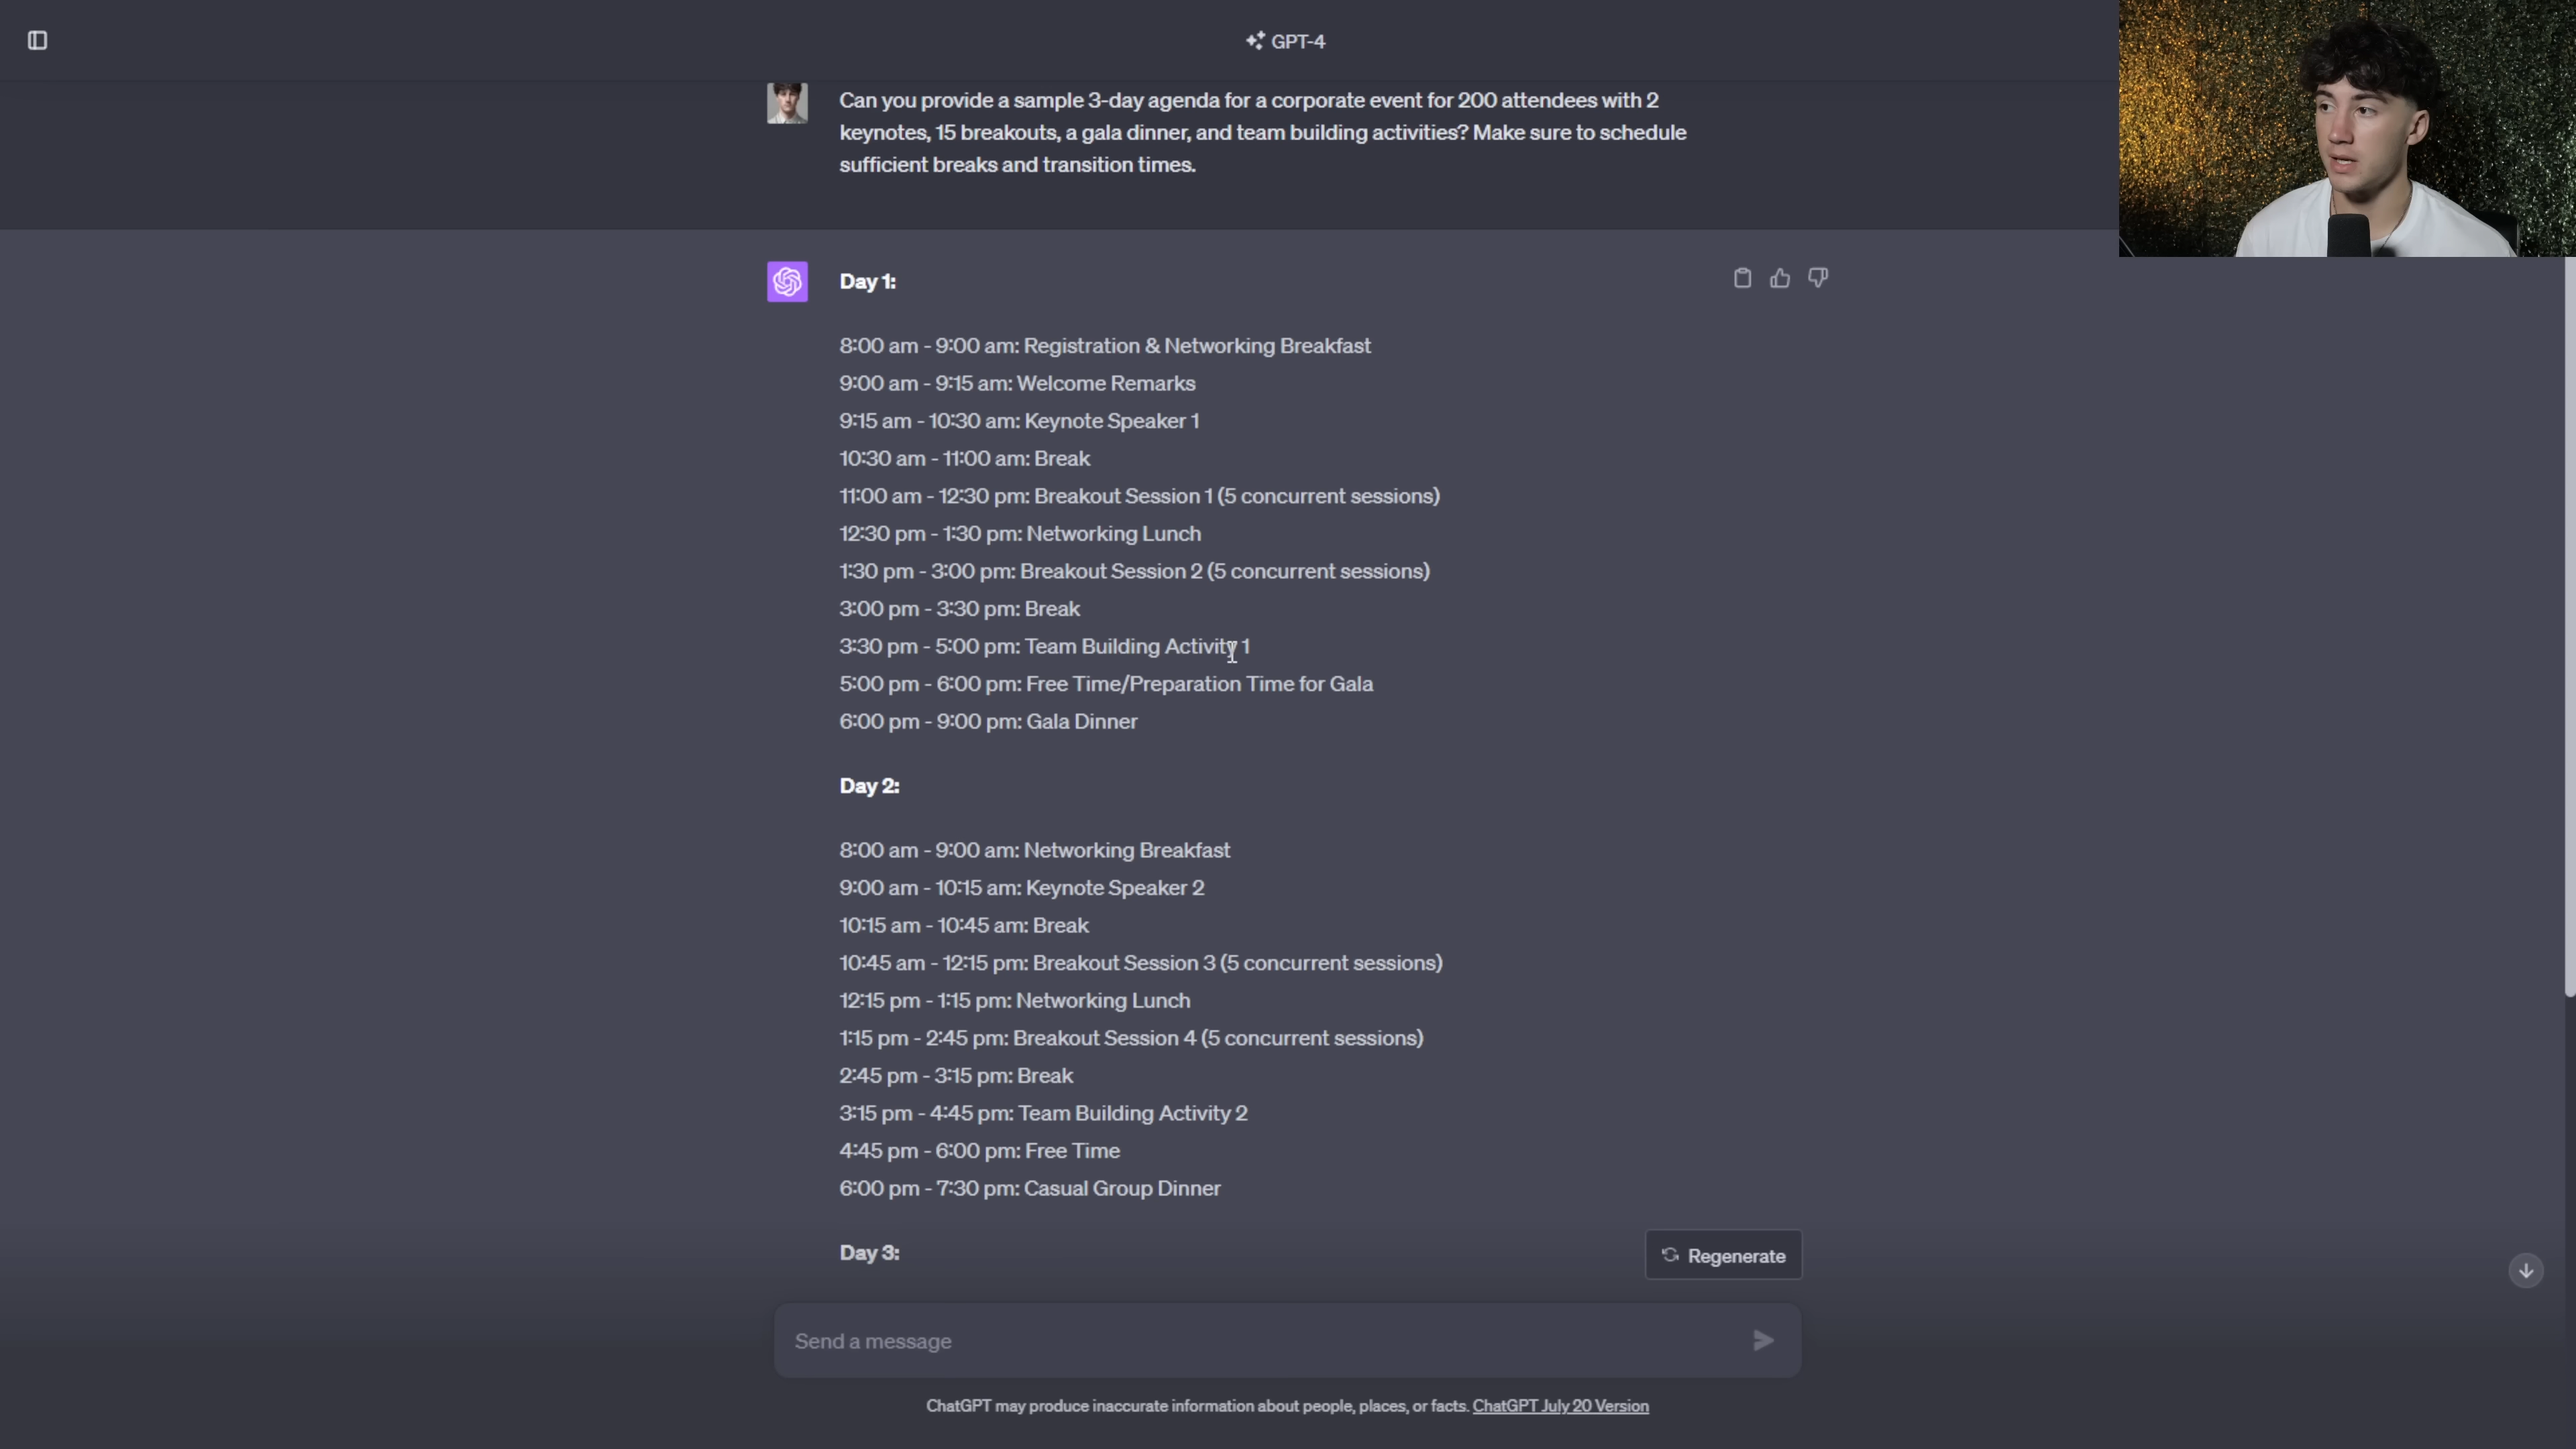 GPT-4
Can you provide a sample 3-day agenda for a corporate event for 200 attendees with 2
keynotes, 15 breakouts, a gala dinner, and team building activities? Make sure to schedule
sufficient breaks and transition times.
Day 1:
8:00 am - 9:00 am: Registration & Networking Breakfast
9:00 am - 9:15 am: Welcome Remarks
9:15 am - 10:30 am: Keynote Speaker 1
10:30 am - 11:00 am: Break
11:00 am - 12:30 pm: Breakout Session 1 (5 concurrent sessions)
12:30 pm - 1:30 pm: Networking Lunch
1:30 pm - 3:00 pm: Breakout Session 2 (5 concurrent sessions)
3:00 pm - 3:30 pm: Break
3:30 pm - 5:00 pm: Team Building Activity 1
5:00 pm - 6:00 pm: Free Time/Preparation Time for Gala
6:00 pm - 9:00 pm: Gala Dinner
Day 2:
8:00 am - 9:00 am: Networking Breakfast
9:00 am - 10:15 am: Keynote Speaker 2
10:15 am - 10:45 am: Break
10:45 am - 12:15 pm: Breakout Session 3 (5 concurrent sessions)
12:15 pm - 1:15 pm: Networking Lunch
1:15 pm - 2:45 pm: Breakout Session 4 (5 concurrent sessions)
2:45 pm - 3:15 pm: Break
3:15 pm - 4:45 pm: Team Building Activity 2
4:45 pm - 6:00 pm: Free Time
6:00 pm - 7:30 pm: Casual Group Dinner
Day 3:
Regenerate
Send a message
ChatGPT may produce inaccurate information about people, places, or facts. ChatGPT July 20 Version